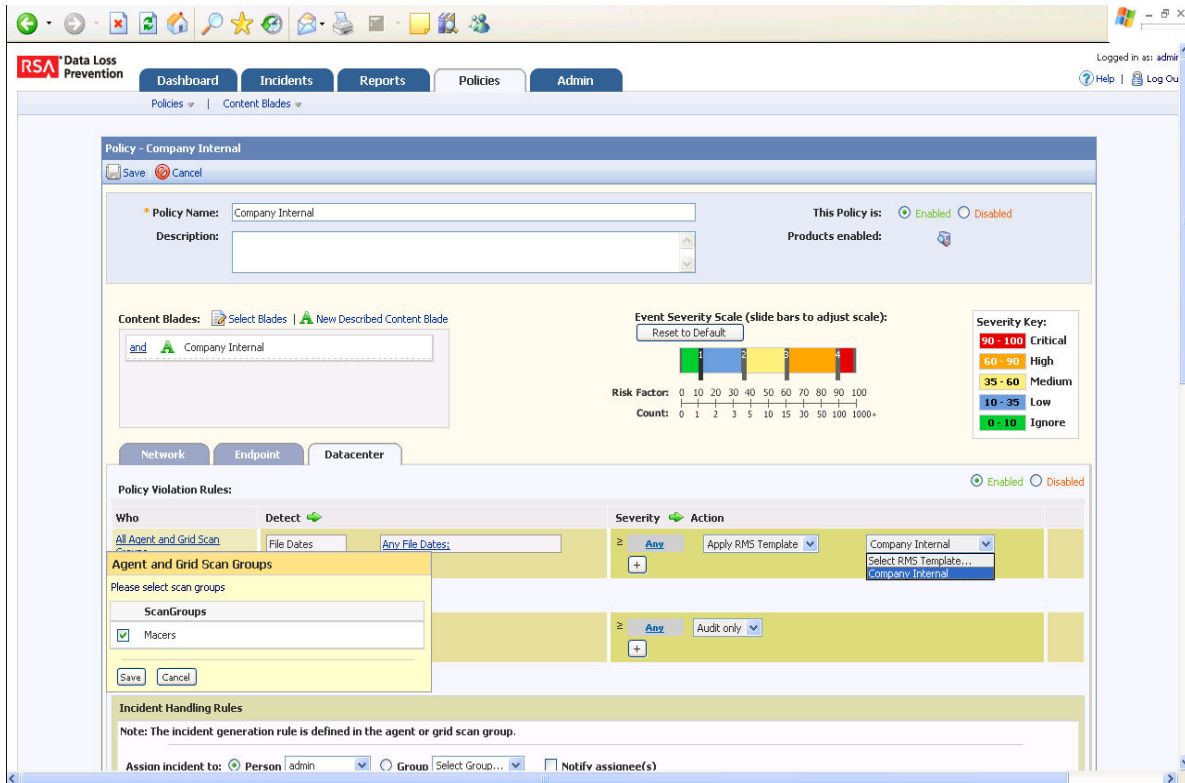 RSA Data Loss Prevention
Logged in as: admin
Help | Log Ou
Dashboard Incidents Reports Policies Admin
Policies | Content Blades
Policy - Company Internal
Save Cancel
* Policy Name: Company Internal
This Policy is: Enabled Disabled
Description:
Products enabled:
Content Blades: Select Blades | New Described Content Blade
and Company Internal
Event Severity Scale (slide bars to adjust scale):
Reset to Default
1 2 3 4
Risk Factor: 0 10 20 30 40 50 60 70 80 90 100
Count: 0 1 2 3 5 10 15 30 50 100 1000+
Severity Key:
90 - 100 Critical
60 - 90 High
35 - 60 Medium
10 - 35 Low
0 - 10 Ignore
Network Endpoint Datacenter
Policy Violation Rules:
Enabled Disabled
Who Detect Severity Action
All Agent and Grid Scan
File Dates Any File Dates;
≥ Any Apply RMS Template Company Internal
+
Select RMS Template...
Company Internal
Agent and Grid Scan Groups
Please select scan groups
ScanGroups
Macers
Save Cancel
≥ Any Audit only
+
Incident Handling Rules
Note: The incident generation rule is defined in the agent or grid scan group.
Assign incident to: Person admin Group Select Group... Notify assignee(s)